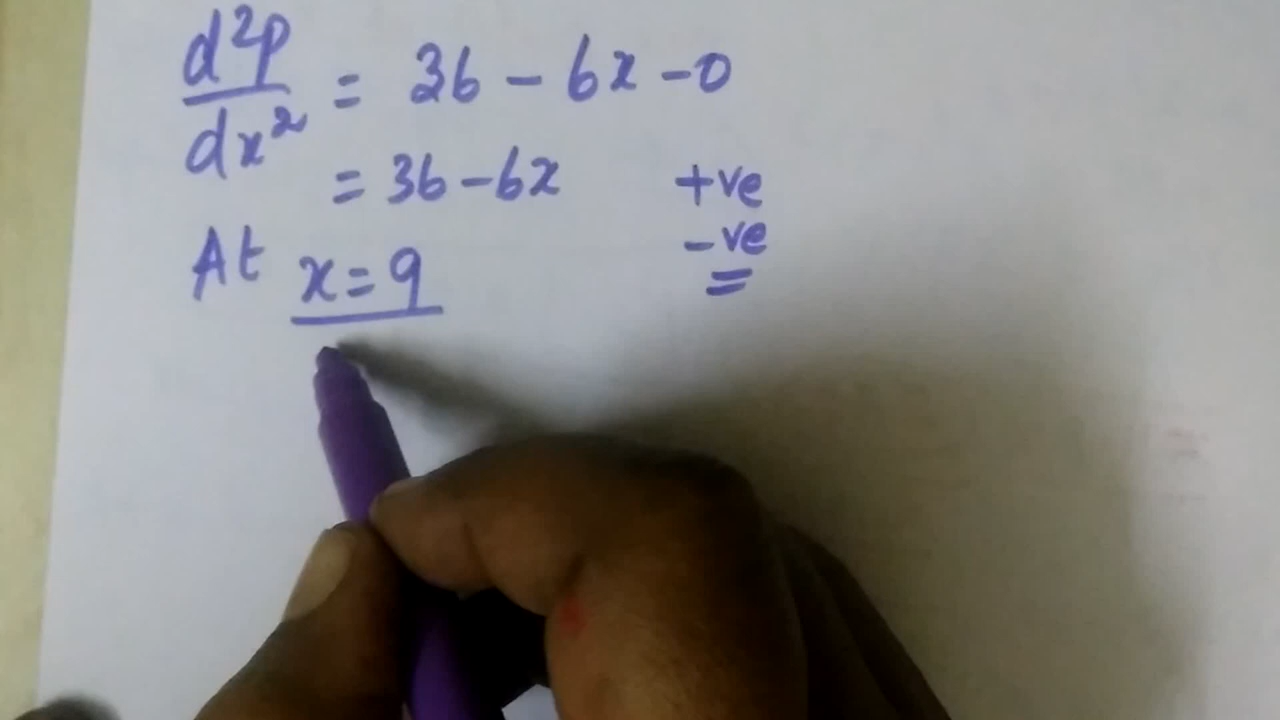 d²p/dx² = 36 - 6x - 0
= 36 - 6x +ve
-ve
At x = 9